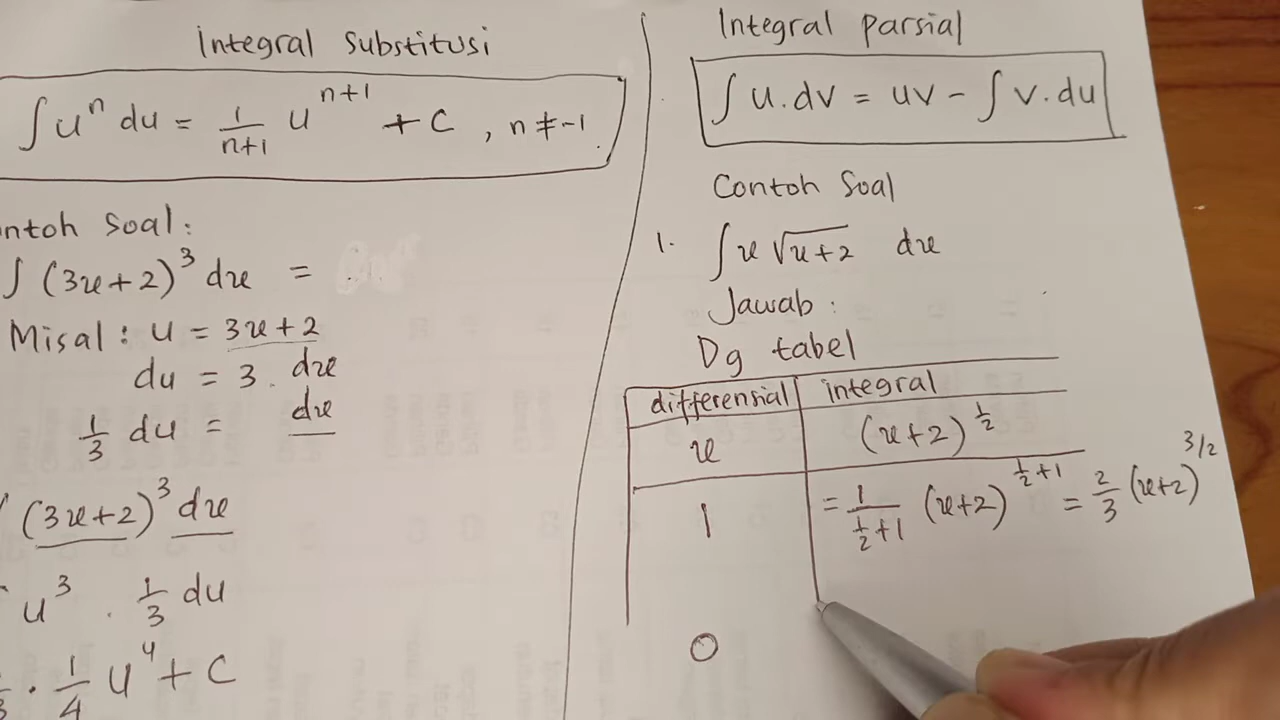 Integral Substitusi
∫ u^n du = 1/(n+1) u^(n+1) + C , n ≠ -1
ntoh Soal :
∫ (3x+2)^3 dx =
Misal : u = 3x+2
du = 3 . dx
1/3 du = dx
(3x+2)^3 dx
u^3 . 1/3 du
. 1/4 u^4 + C
Integral Parsial
∫ u.dv = uv - ∫ v.du
Contoh Soal
1. ∫ x √(x+2) dx
Jawab :
Dg tabel
differensial | integral
x | (x+2)^(1/2)
1 | = 1/(1/2+1) (x+2)^(1/2+1) = 2/3 (x+2)^(3/2)
0